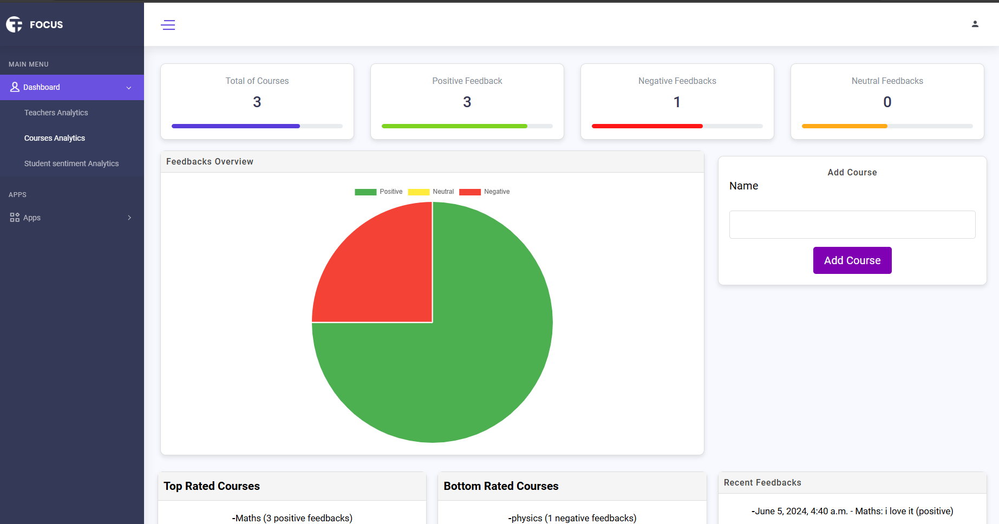 FOCUS
MAIN MENU
Dashboard
Teachers Analytics
Courses Analytics
Student sentiment Analytics
APPS
Apps
Total of Courses
3
Positive Feedback
3
Negative Feedbacks
1
Neutral Feedbacks
0
Feedbacks Overview
Positive Neutral Negative
Add Course
Name
Add Course
Top Rated Courses
-Maths (3 positive feedbacks)
Bottom Rated Courses
-physics (1 negative feedbacks)
Recent Feedbacks
-June 5, 2024, 4:40 a.m. - Maths: i love it (positive)